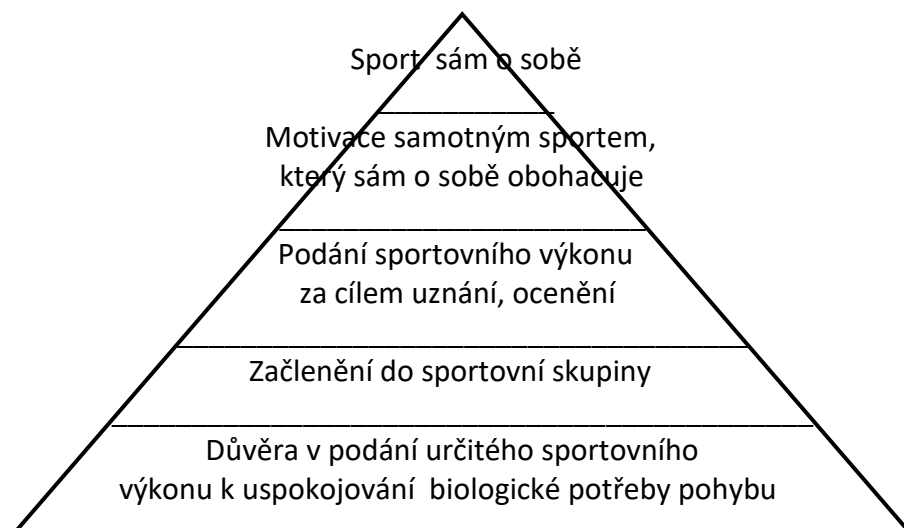 Sport sám o sobě
Motivace samotným sportem,
který sám o sobě obohacuje
Podání sportovního výkonu
za cílem uznání, ocenění
Začlenění do sportovní skupiny
Důvěra v podání určitého sportovního
výkonu k uspokojování biologické potřeby pohybu